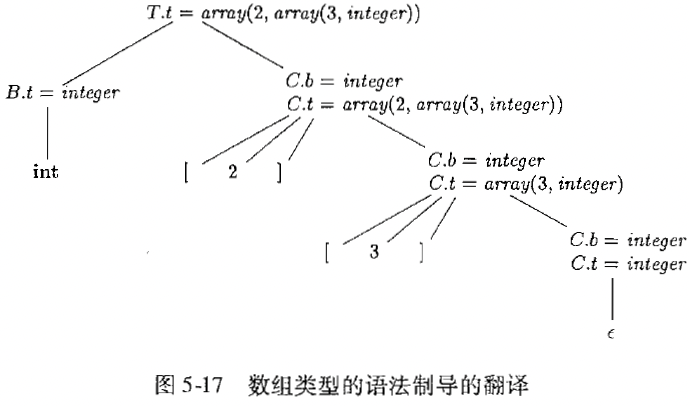 T.t = array(2, array(3, integer))
B.t = integer
C.b = integer
C.t = array(2, array(3, integer))
int
[ 2 ]
C.b = integer
C.t = array(3, integer)
[ 3 ]
C.b = integer
C.t = integer
ϵ
图 5-17 数组类型的语法制导的翻译